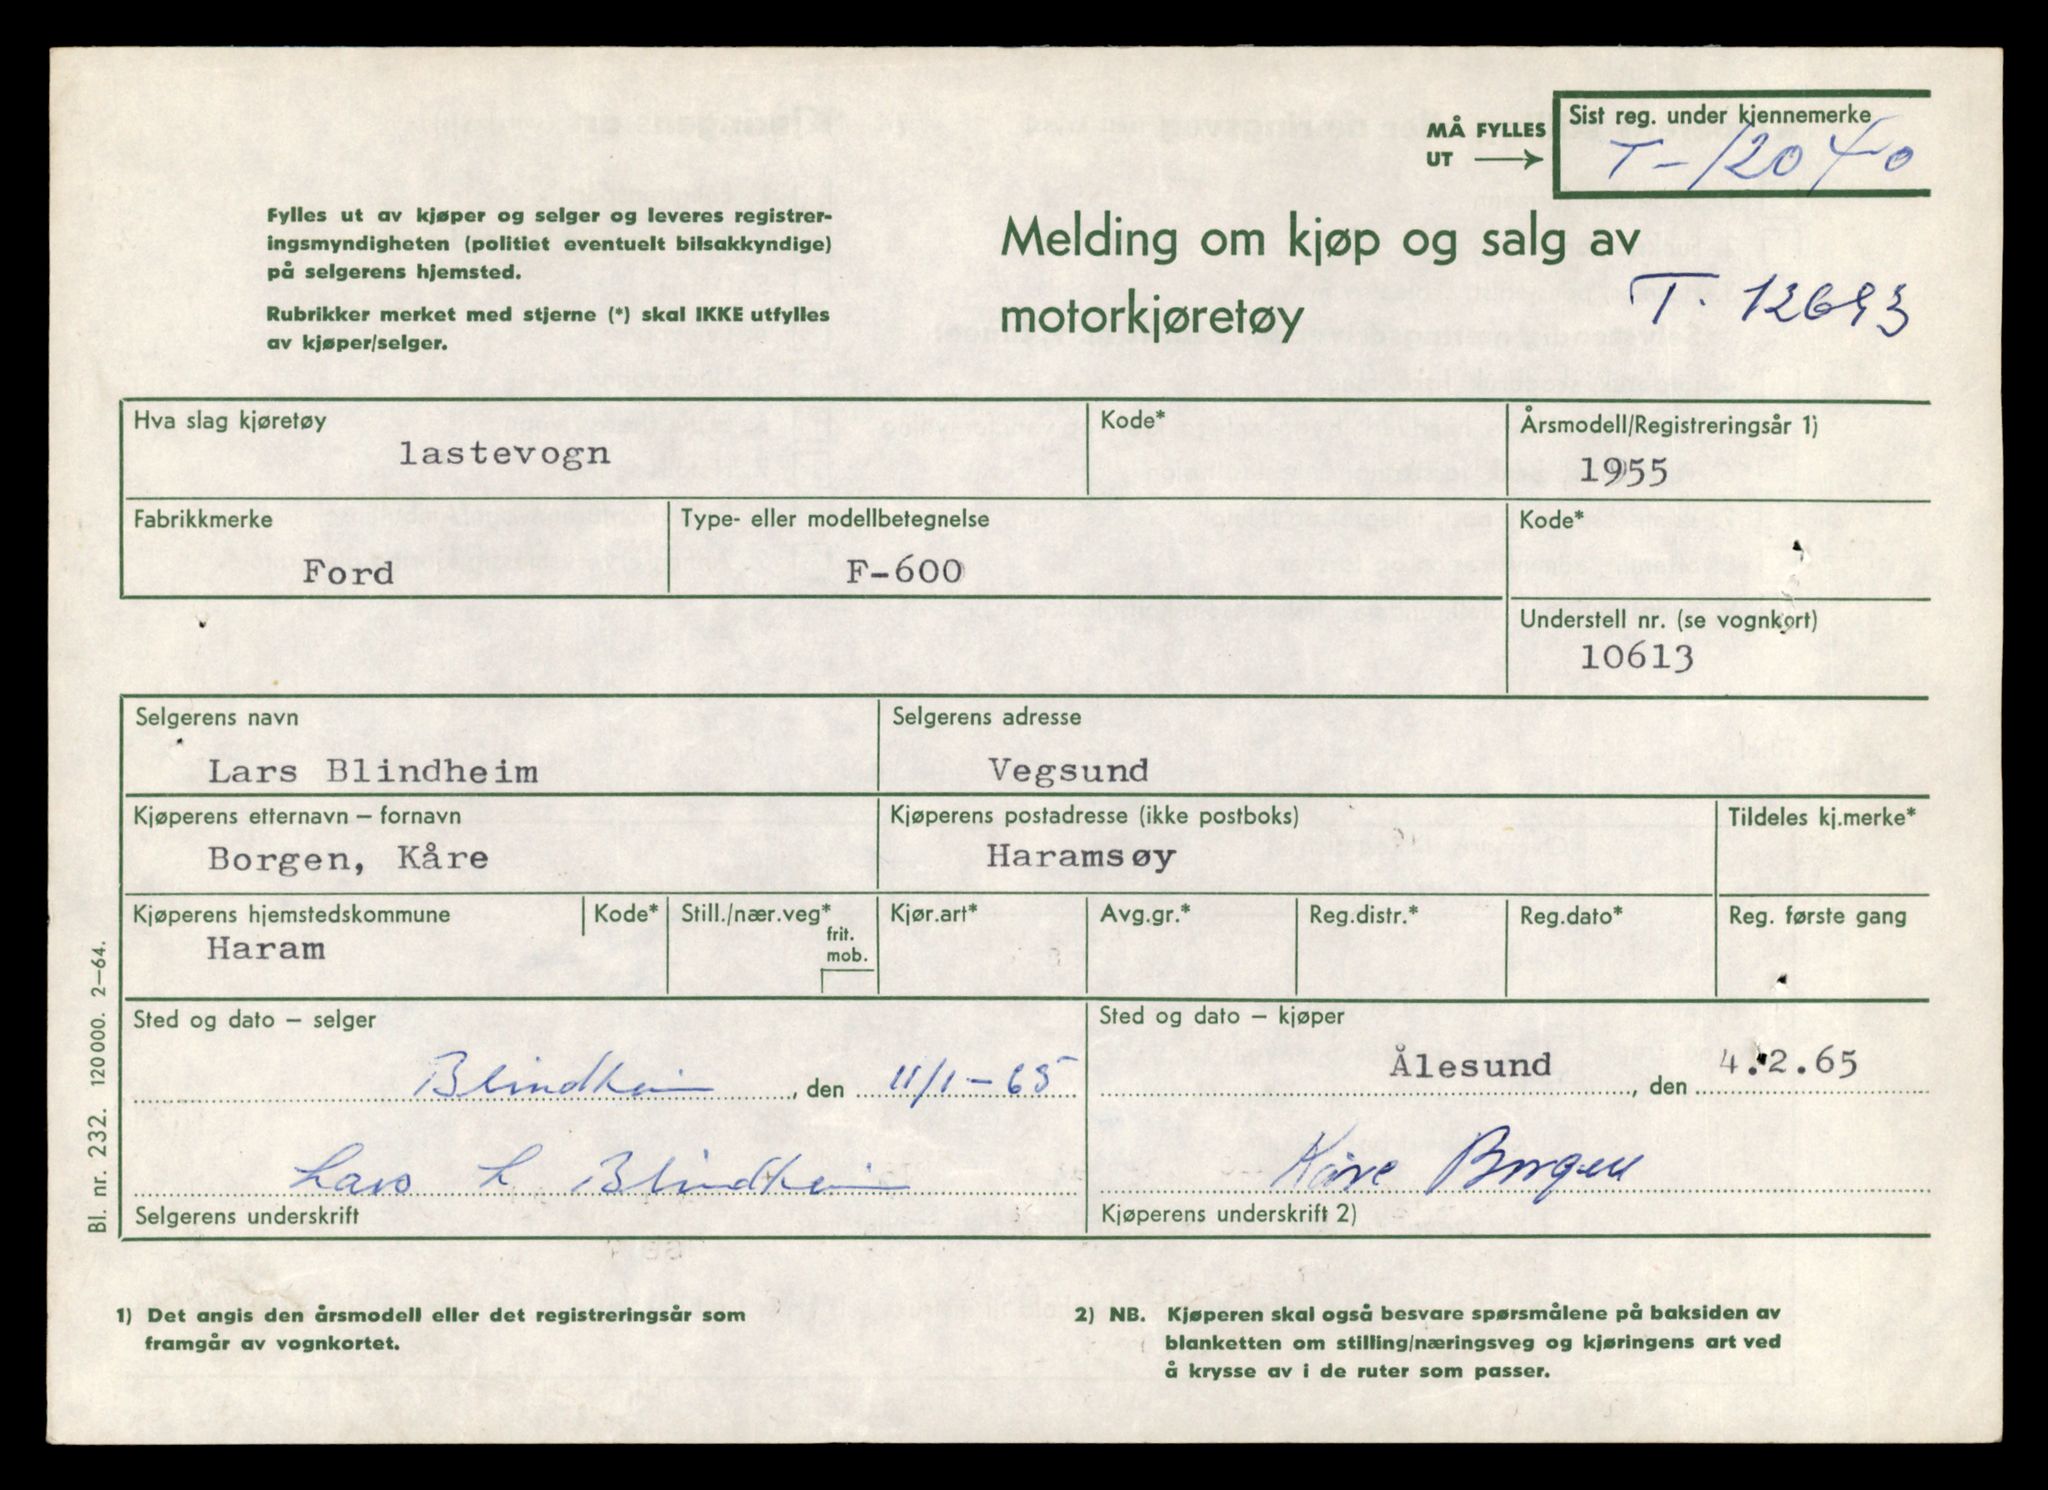 MÅ FYLLES
UT
Sist reg. under kjennemerke
T-12040
Fylles ut av kjøper og selger og leveres registrer-
ingsmyndigheten (politiet eventuelt bilsakkyndige)
på selgerens hjemsted.
Rubrikker merket med stjerne (*) skal IKKE utfylles
av kjøper/selger.
Melding om kjøp og salg av
motorkjøretøy
T. 12693
Hva slag kjøretøy
lastevogn
Kode*
Årsmodell/Registreringsår 1)
1955
Fabrikkmerke
Ford
Type- eller modellbetegnelse
F-600
Kode*
Understell nr. (se vognkort)
10613
Selgerens navn
Lars Blindheim
Selgerens adresse
Vegsund
Kjøperens etternavn – fornavn
Borgen, Kåre
Kjøperens postadresse (ikke postboks)
Haramsøy
Tildeles kj.merke*
Kjøperens hjemstedskommune
Haram
Kode*
Still./nær.veg*
frit.
mob.
Kjør.art*
Avg.gr.*
Reg.distr.*
Reg.dato*
Reg. første gang
Sted og dato – selger
Blindheim, den 11/1-65
Sted og dato – kjøper
Ålesund, den 4.2.65
Lars L Blindheim
Selgerens underskrift
Kåre Borgen
Kjøperens underskrift 2)
Bl. nr. 232. 120 000. 2–64.
1) Det angis den årsmodell eller det registreringsår som
framgår av vognkortet.
2) NB. Kjøperen skal også besvare spørsmålene på baksiden av
blanketten om stilling/næringsveg og kjøringens art ved
å krysse av i de ruter som passer.